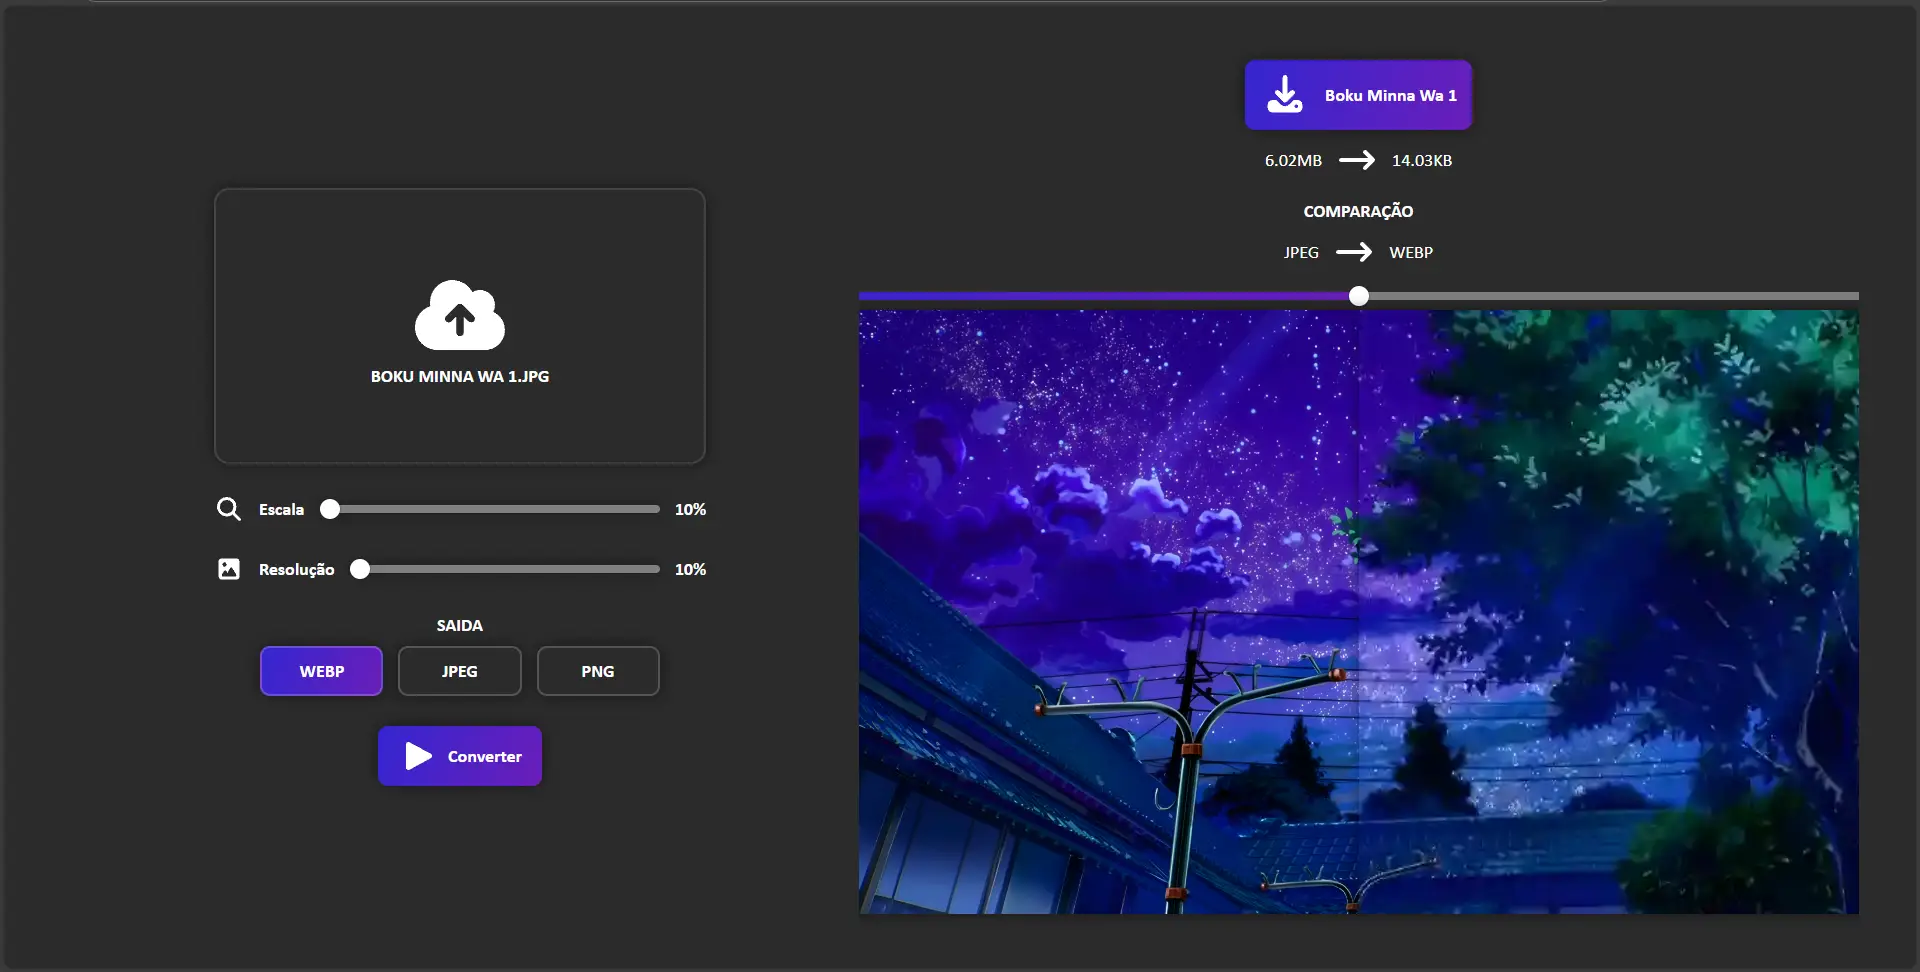 BOKU MINNA WA 1.JPG
Escala 10%
Resolução 10%
SAIDA
WEBP JPEG PNG
Converter
Boku Minna Wa 1
6.02MB 14.03KB
COMPARAÇÃO
JPEG WEBP